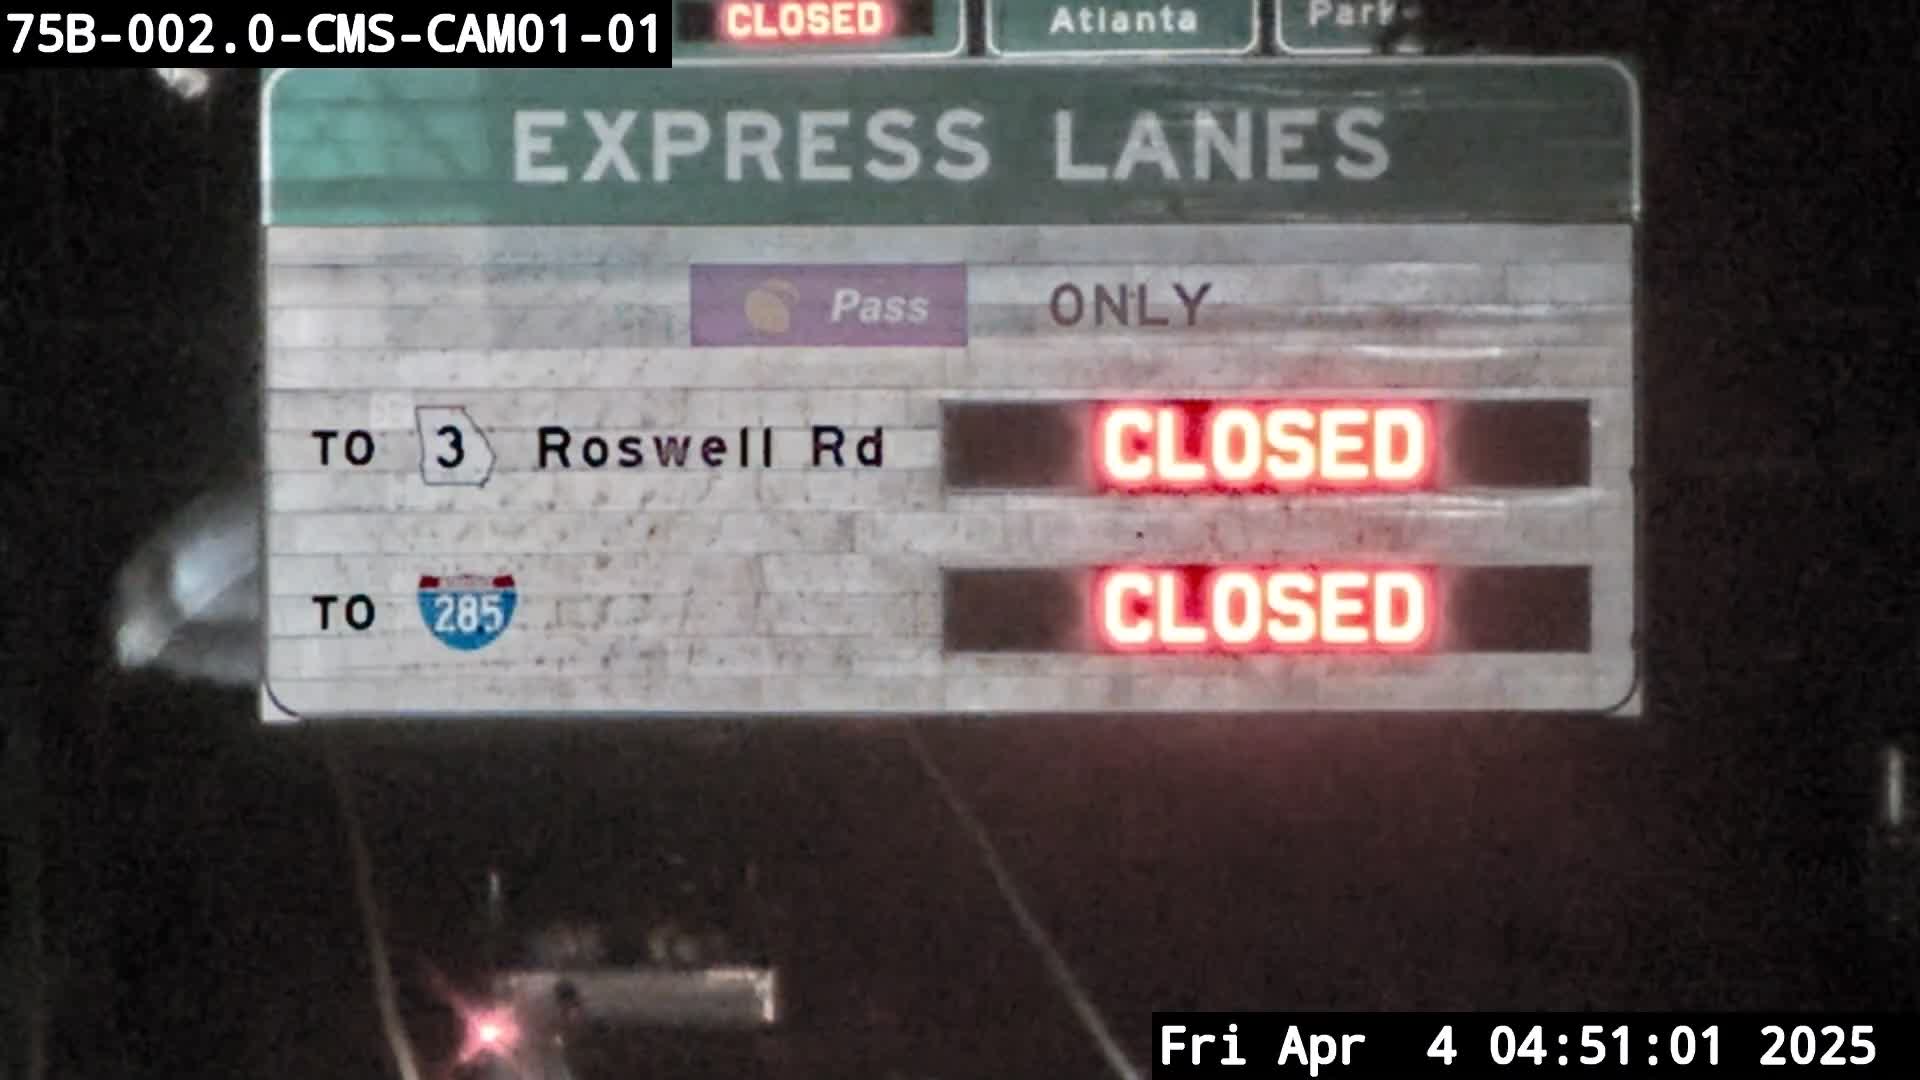 75B-002.0-CMS-CAM01-01
CLOSED
Atlanta
EXPRESS LANES
Pass ONLY
TO 3 Roswell Rd CLOSED
TO 285 CLOSED
Fri Apr 4 04:51:01 2025